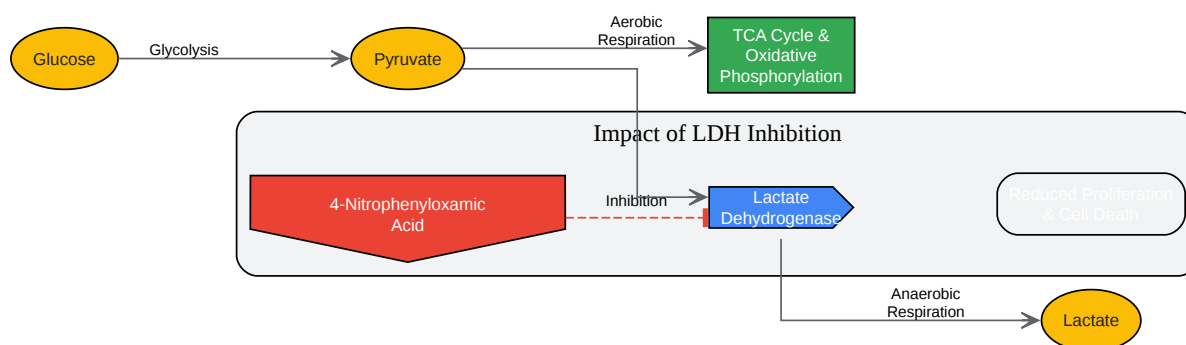 Glucose
Glycolysis
Pyruvate
Aerobic
Respiration
TCA Cycle &
Oxidative
Phosphorylation
Impact of LDH Inhibition
4-Nitrophenyloxamic
Acid
Inhibition
Lactate
Dehydrogenase
Reduced Proliferation
& Cell Death
Anaerobic
Respiration
Lactate